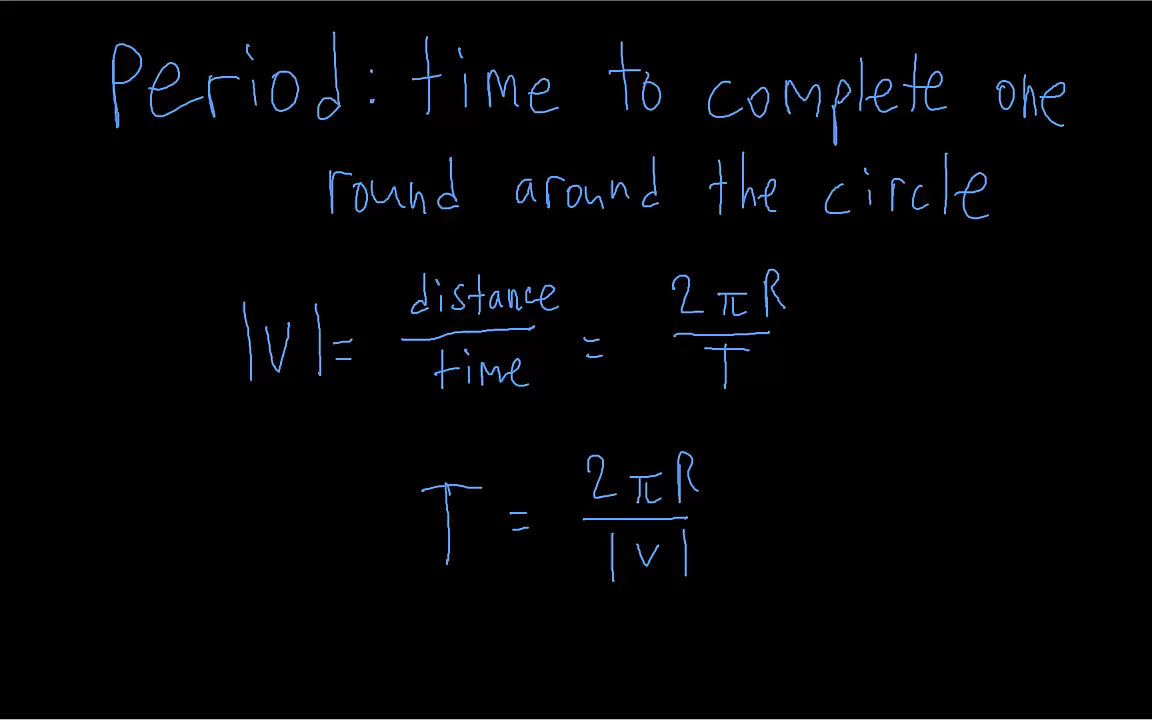 Period: time to complete one
round around the circle
|V| = distance/time = 2πR/T
T = 2πR/|v|